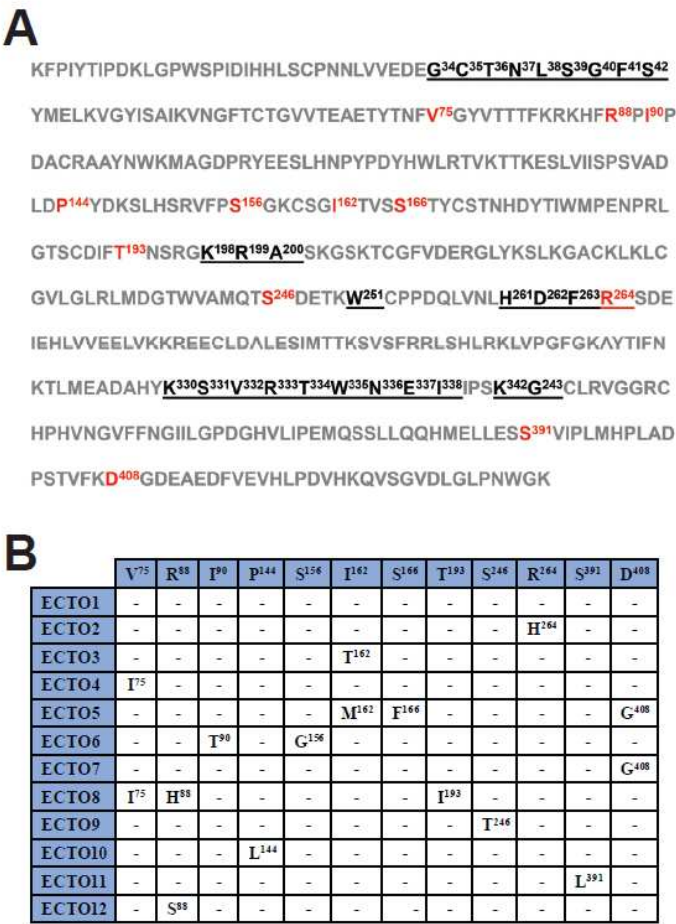 A
KFPIYTIPDKLGPWSPIDIHHLSCPNNLVVEDEG³⁴C³⁵T³⁶N³⁷L³⁸S³⁹G⁴⁰F⁴¹S⁴²
YMELKVGYISAIKVNGFTCTGVVTEAETYTNFV⁷⁵GYVTTTFKRKHFR⁸⁸PI⁹⁰P
DACRAAYNWKMAGDPRYEESLHNPYPDYHWLRTVKTTKESLVIISPSVAD
LDP¹⁴⁴YDKSLHSRVFPS¹⁵⁶GKCSGI¹⁶²TVSS¹⁶⁶TYCSTNHDYTIWMPENPRL
GTSCDIFT¹⁹³NSRGK¹⁹⁸R¹⁹⁹A²⁰⁰SKGSKTCGFVDERGLYKSLKGACKLKLC
GVLGLRLMDGTWVAMQTS²⁴⁶DETKW²⁵¹CPPDQLVNLH²⁶¹D²⁶²F²⁶³R²⁶⁴SDE
IEHLVVEELVKKREECLDALESIMTTKSVSFRRLSHLRKLVPGFGKAYTIFN
KTLMEADAHYK³³⁰S³³¹V³³²R³³³T³³⁴W³³⁵N³³⁶E³³⁷I³³⁸IPSK³⁴²G²⁴³CLRVGGRC
HPHVNGVFFNGIILGPDGHVLIPEMQSSLLQQHMELLESS³⁹¹VIPLMHPLAD
PSTVFKD⁴⁰⁸GDEAEDFVEVHLPDVHKQVSGVDLGLPNWGK
B
V⁷⁵ R⁸⁸ I⁹⁰ P¹⁴⁴ S¹⁵⁶ I¹⁶² S¹⁶⁶ T¹⁹³ S²⁴⁶ R²⁶⁴ S³⁹¹ D⁴⁰⁸
ECTO1 - - - - - - - - - - - -
ECTO2 - - - - - - - - - H²⁶⁴ - -
ECTO3 - - - - - T¹⁶² - - - - - -
ECTO4 I⁷⁵ - - - - - - - - - - -
ECTO5 - - - - - M¹⁶² F¹⁶⁶ - - - - G⁴⁰⁸
ECTO6 - - T⁹⁰ - G¹⁵⁶ - - - - - - -
ECTO7 - - - - - - - - - - - G⁴⁰⁸
ECTO8 I⁷⁵ H⁸⁸ - - - - - I¹⁹³ - - - -
ECTO9 - - - - - - - - T²⁴⁶ - - -
ECTO10 - - - L¹⁴⁴ - - - - - - - -
ECTO11 - - - - - - - - - - L³⁹¹ -
ECTO12 - S⁸⁸ - - - - - - - - - -